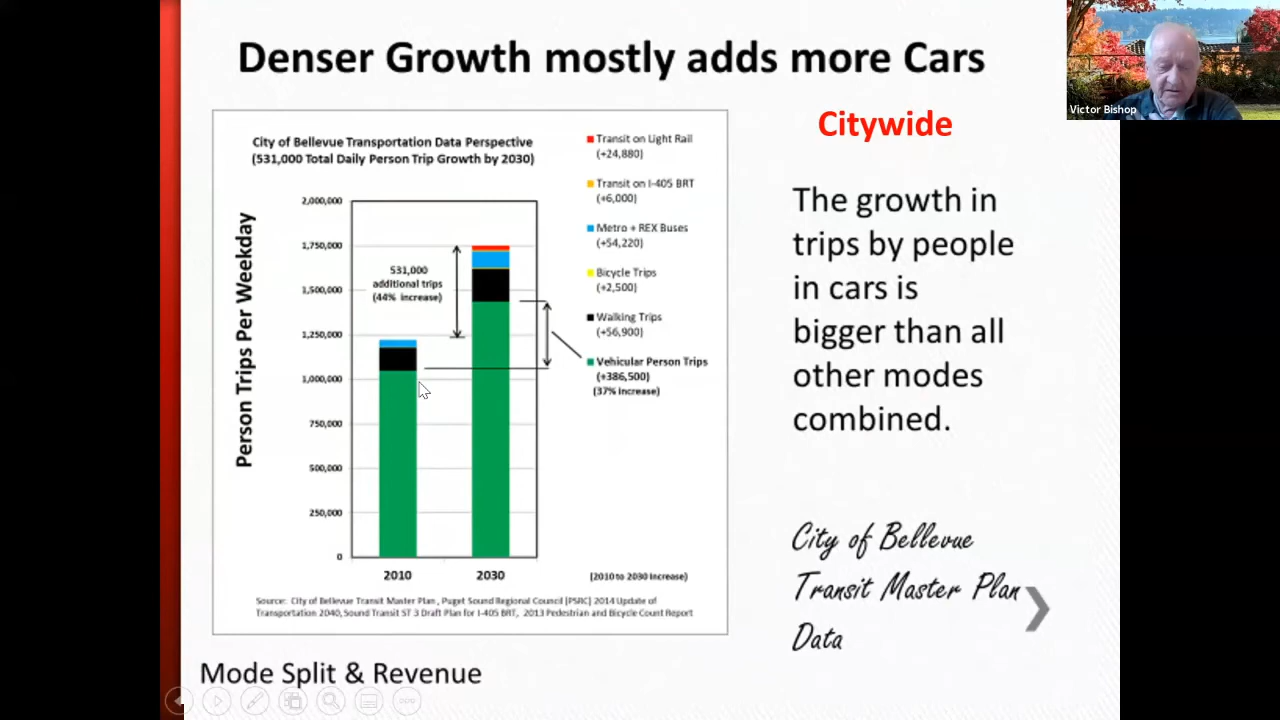 Denser Growth mostly adds more Cars
Victor Bishop
City of Bellevue Transportation Data Perspective
(531,000 Total Daily Person Trip Growth by 2030)
Person Trips Per Weekday
2,000,000
1,750,000
1,500,000
1,250,000
1,000,000
750,000
500,000
250,000
0
531,000
additional trips
(44% increase)
2010
2030
Transit on Light Rail
(+24,880)
Transit on I-405 BRT
(+6,000)
Metro + REX Buses
(+54,220)
Bicycle Trips
(+2,500)
Walking Trips
(+56,900)
Vehicular Person Trips
(+386,500)
(37% increase)
(2010 to 2030 Increase)
Source: City of Bellevue Transit Master Plan, Puget Sound Regional Council (PSRC) 2014 Update of
Transportation 2040, Sound Transit ST 3 Draft Plan for I-405 BRT, 2013 Pedestrian and Bicycle Count Report
Citywide
The growth in
trips by people
in cars is
bigger than all
other modes
combined.
City of Bellevue
Transit Master Plan
Data
Mode Split & Revenue